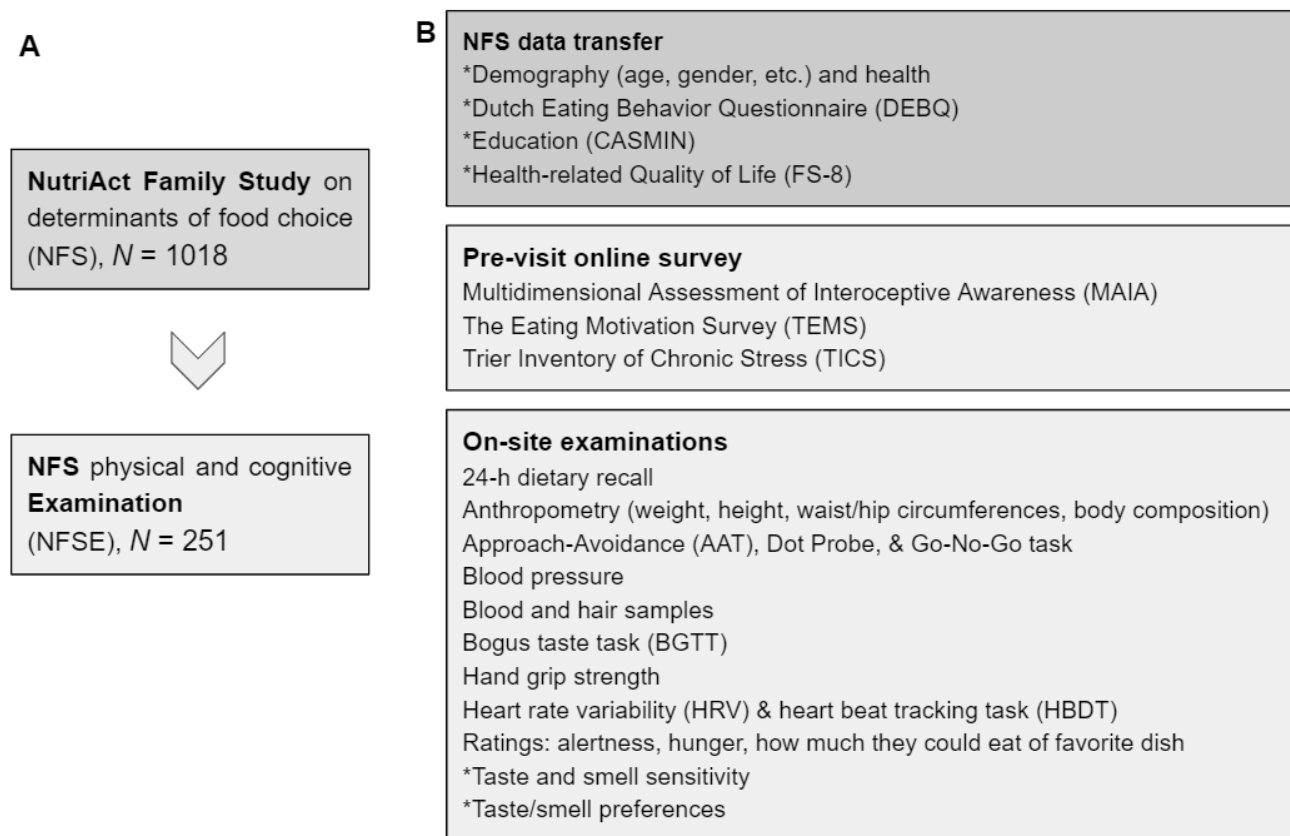 A
NutriAct Family Study on
determinants of food choice
(NFS), N = 1018
NFS physical and cognitive
Examination
(NFSE), N = 251
B
NFS data transfer
*Demography (age, gender, etc.) and health
*Dutch Eating Behavior Questionnaire (DEBQ)
*Education (CASMIN)
*Health-related Quality of Life (FS-8)
Pre-visit online survey
Multidimensional Assessment of Interoceptive Awareness (MAIA)
The Eating Motivation Survey (TEMS)
Trier Inventory of Chronic Stress (TICS)
On-site examinations
24-h dietary recall
Anthropometry (weight, height, waist/hip circumferences, body composition)
Approach-Avoidance (AAT), Dot Probe, & Go-No-Go task
Blood pressure
Blood and hair samples
Bogus taste task (BGTT)
Hand grip strength
Heart rate variability (HRV) & heart beat tracking task (HBDT)
Ratings: alertness, hunger, how much they could eat of favorite dish
*Taste and smell sensitivity
*Taste/smell preferences